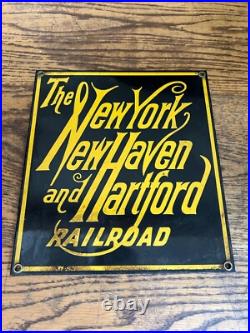 The
New York
New Haven
and Hartford
RAILROAD